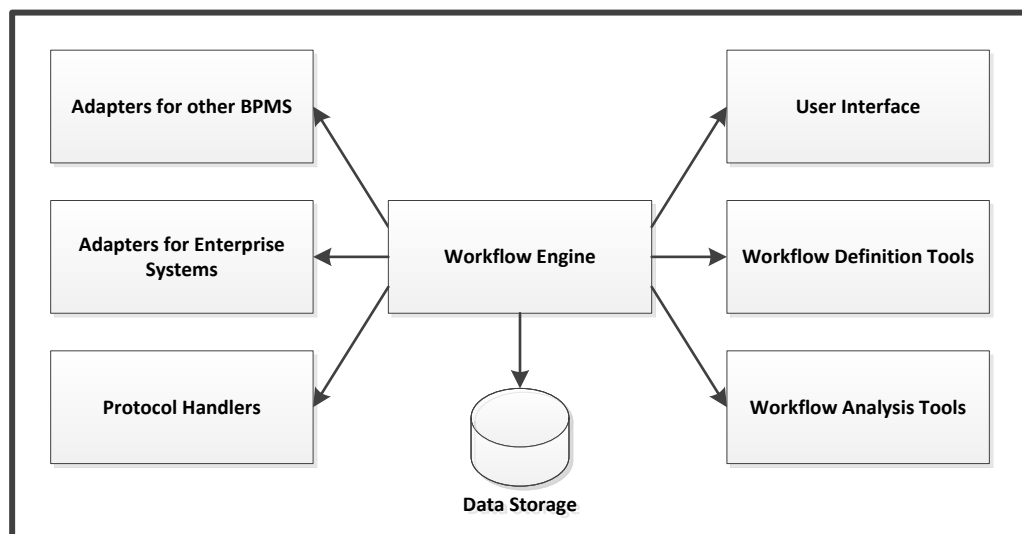 Adapters for other BPMS
User Interface
Adapters for Enterprise
Systems
Workflow Engine
Workflow Definition Tools
Protocol Handlers
Workflow Analysis Tools
Data Storage